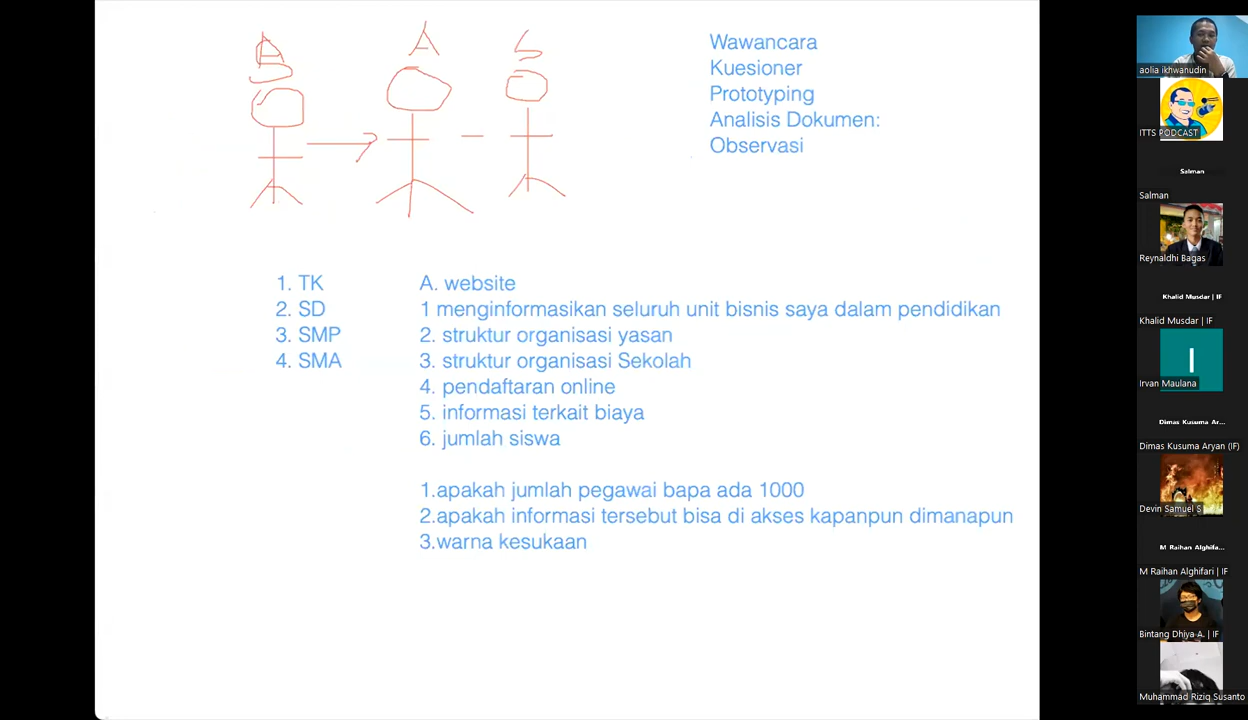 A
S
Wawancara
Kuesioner
Prototyping
Analisis Dokumen:
Observasi
1. TK
2. SD
3. SMP
4. SMA
A. website
1 menginformasikan seluruh unit bisnis saya dalam pendidikan
2. struktur organisasi yasan
3. struktur organisasi Sekolah
4. pendaftaran online
5. informasi terkait biaya
6. jumlah siswa
1.apakah jumlah pegawai bapa ada 1000
2.apakah informasi tersebut bisa di akses kapanpun dimanapun
3.warna kesukaan
aolia ikhwanudin
ITTS PODCAST
Salman
Salman
Reynaldhi Bagas
Khalid Musdar | IF
Khalid Musdar | IF
I
Irvan Maulana
Dimas Kusuma Ar...
Dimas Kusuma Aryan (IF)
Devin Samuel S
M Raihan Alghifa...
M Raihan Alghifari | IF
Bintang Dhiya A. | IF
Muhammad Riziq Susanto